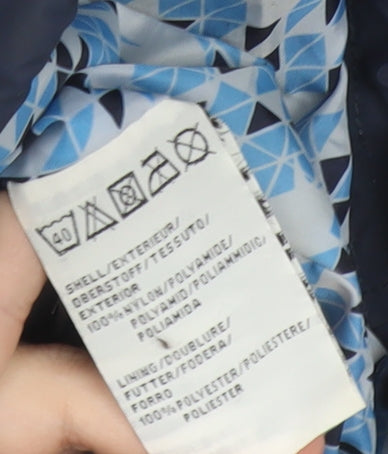 40
SHELL/EXTERIEUR/
OBERSTOFF/TESSUTO/
EXTERIOR
100% NYLON/POLYAMIDE/
POLYAMID/POLIAMMIDIC/
POLIAMIDA
LINING/DOUBLURE/
FUTTER/FODERA/
FORRO
100% POLYESTER/POLIESTERE/
POLIESTER